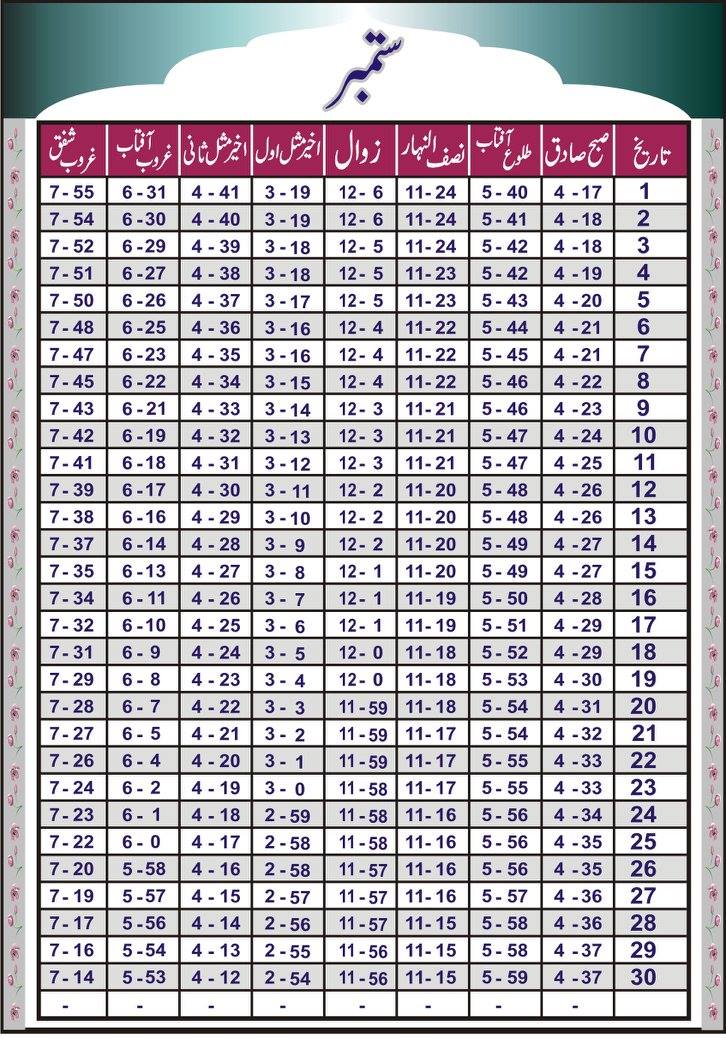 ستمبر
تاریخ صبح صادق طلوع آفتاب نصف النہار زوال اخیر مثل اول اخیر مثل ثانی غروب آفتاب غروب شفق
1 4-17 5-40 11-24 12-6 3-19 4-41 6-31 7-55
2 4-18 5-41 11-24 12-6 3-19 4-40 6-30 7-54
3 4-18 5-42 11-24 12-5 3-18 4-39 6-29 7-52
4 4-19 5-42 11-23 12-5 3-18 4-38 6-27 7-51
5 4-20 5-43 11-23 12-5 3-17 4-37 6-26 7-50
6 4-21 5-44 11-22 12-4 3-16 4-36 6-25 7-48
7 4-21 5-45 11-22 12-4 3-16 4-35 6-23 7-47
8 4-22 5-46 11-22 12-4 3-15 4-34 6-22 7-45
9 4-23 5-46 11-21 12-3 3-14 4-33 6-21 7-43
10 4-24 5-47 11-21 12-3 3-13 4-32 6-19 7-42
11 4-25 5-47 11-21 12-3 3-12 4-31 6-18 7-41
12 4-26 5-48 11-20 12-2 3-11 4-30 6-17 7-39
13 4-26 5-48 11-20 12-2 3-10 4-29 6-16 7-38
14 4-27 5-49 11-20 12-2 3-9 4-28 6-14 7-37
15 4-27 5-49 11-20 12-1 3-8 4-27 6-13 7-35
16 4-28 5-50 11-19 12-1 3-7 4-26 6-11 7-34
17 4-29 5-51 11-19 12-1 3-6 4-25 6-10 7-32
18 4-29 5-52 11-18 12-0 3-5 4-24 6-9 7-31
19 4-30 5-53 11-18 12-0 3-4 4-23 6-8 7-29
20 4-31 5-54 11-18 11-59 3-3 4-22 6-7 7-28
21 4-32 5-54 11-17 11-59 3-2 4-21 6-5 7-27
22 4-33 5-55 11-17 11-59 3-1 4-20 6-4 7-26
23 4-33 5-55 11-17 11-58 3-0 4-19 6-2 7-24
24 4-34 5-56 11-16 11-58 2-59 4-18 6-1 7-23
25 4-35 5-56 11-16 11-58 2-59 4-17 6-0 7-22
26 4-35 5-56 11-16 11-57 2-58 4-16 5-58 7-20
27 4-36 5-57 11-16 11-57 2-57 4-15 5-57 7-19
28 4-36 5-58 11-15 11-57 2-56 4-14 5-56 7-17
29 4-37 5-58 11-15 11-56 2-55 4-13 5-54 7-16
30 4-37 5-59 11-15 11-56 2-54 4-12 5-53 7-14
- - - - - - - -